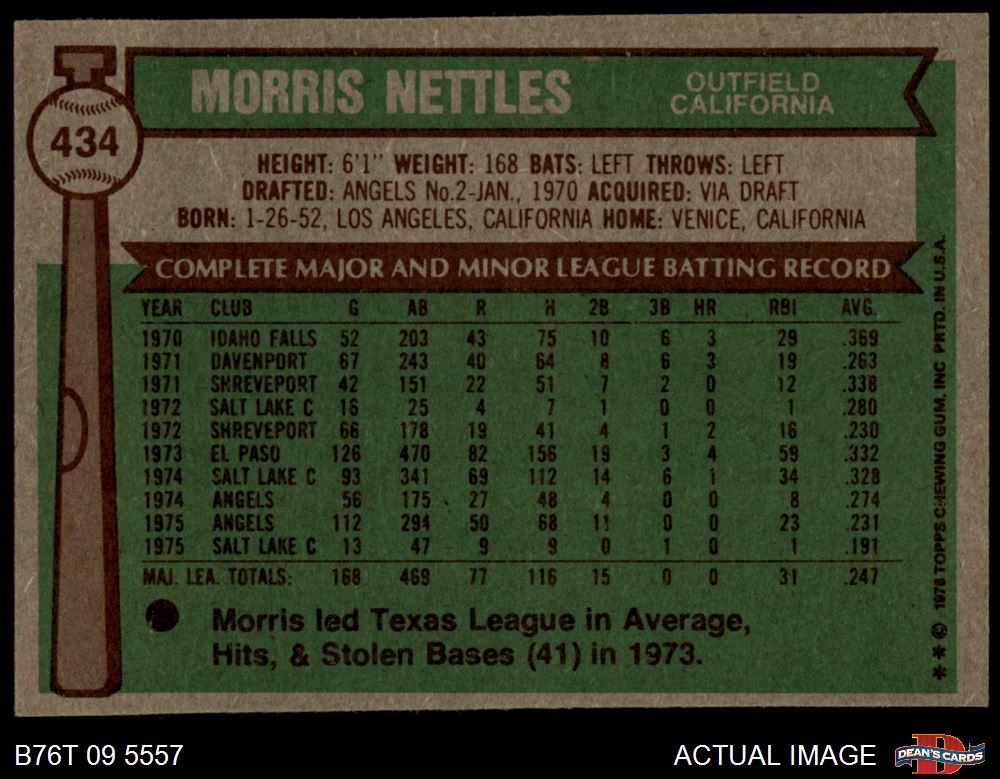 MORRIS NETTLES
OUTFIELD
CALIFORNIA
434
HEIGHT: 6'1" WEIGHT: 168 BATS: LEFT THROWS: LEFT
DRAFTED: ANGELS No.2-JAN., 1970 ACQUIRED: VIA DRAFT
BORN: 1-26-52, LOS ANGELES, CALIFORNIA HOME: VENICE, CALIFORNIA
COMPLETE MAJOR AND MINOR LEAGUE BATTING RECORD
YEAR CLUB G AB R H 2B 3B HR RBI AVG.
1970 IDAHO FALLS 52 203 43 75 10 6 3 29 .369
1971 DAVENPORT 67 243 40 64 8 6 3 19 .263
1971 SHREVEPORT 42 151 22 51 7 2 0 12 .338
1972 SALT LAKE C 16 25 4 7 1 0 0 1 .280
1972 SHREVEPORT 66 178 19 41 4 1 2 16 .230
1973 EL PASO 126 470 82 156 19 3 4 59 .332
1974 SALT LAKE C 93 341 69 112 14 6 1 34 .328
1974 ANGELS 56 175 27 48 4 0 0 8 .274
1975 ANGELS 112 294 50 68 11 0 0 23 .231
1975 SALT LAKE C 13 47 9 9 0 1 0 1 .191
MAJ. LEA. TOTALS: 168 469 77 116 15 0 0 31 .247
Morris led Texas League in Average,
Hits, & Stolen Bases (41) in 1973.
** © 1976 TOPPS CHEWING GUM, INC PRTD. IN U.S.A.
B76T 09 5557
ACTUAL IMAGE
DEAN'S CARDS